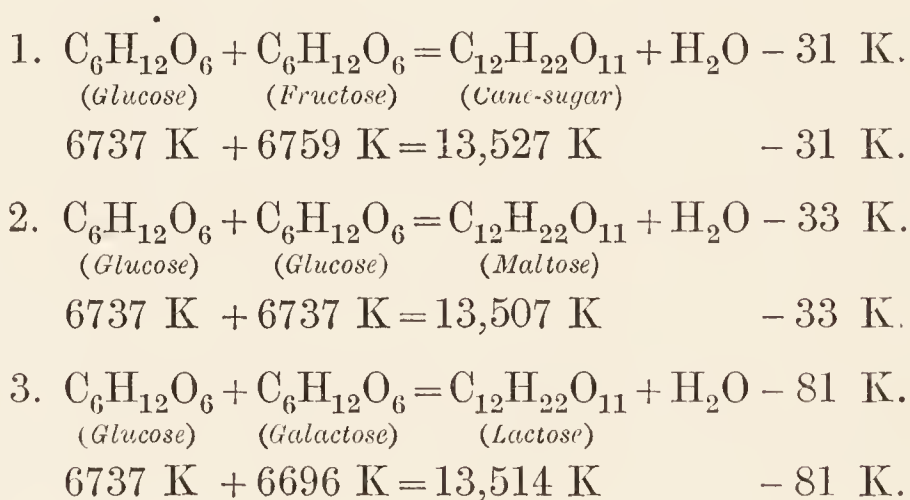 1. C₆H₁₂O₆ + C₆H₁₂O₆ = C₁₂H₂₂O₁₁ + H₂O – 31 K.
(Glucose) (Fructose) (Cane-sugar)
6737 K + 6759 K = 13,527 K – 31 K.
2. C₆H₁₂O₆ + C₆H₁₂O₆ = C₁₂H₂₂O₁₁ + H₂O – 33 K.
(Glucose) (Glucose) (Maltose)
6737 K + 6737 K = 13,507 K – 33 K.
3. C₆H₁₂O₆ + C₆H₁₂O₆ = C₁₂H₂₂O₁₁ + H₂O – 81 K.
(Glucose) (Galactose) (Lactose)
6737 K + 6696 K = 13,514 K – 81 K.